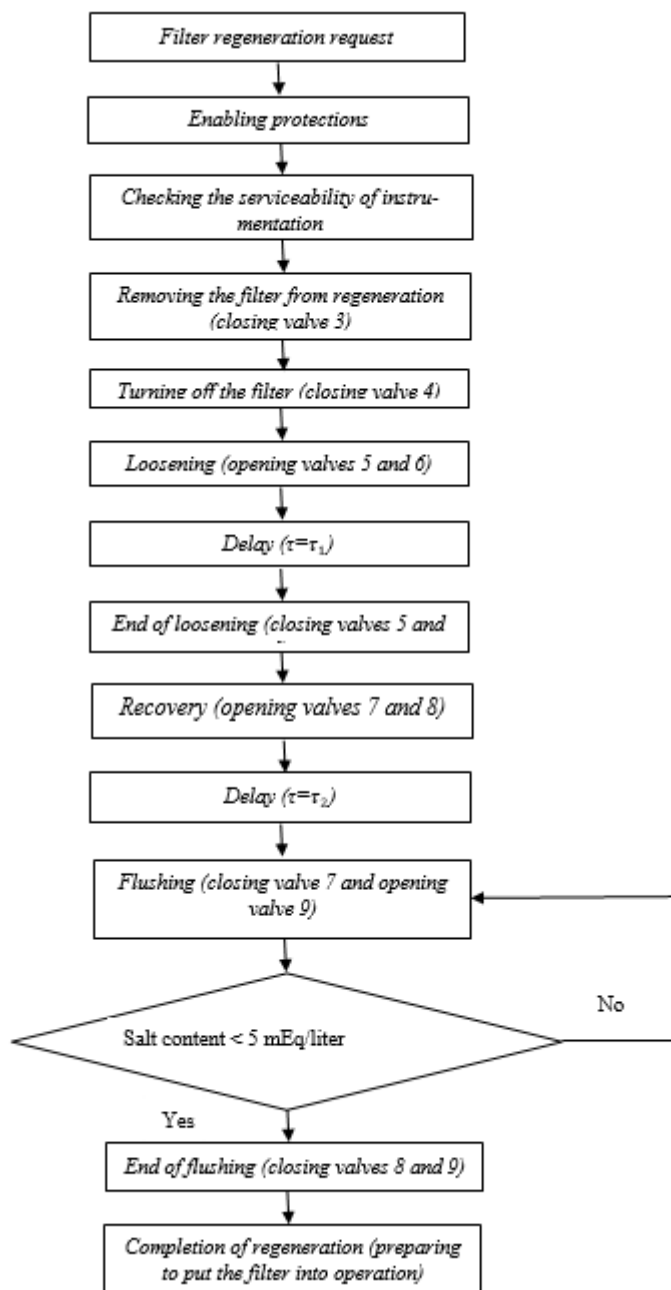 Filter regeneration request
Enabling protections
Checking the serviceability of instru-
mentation
Removing the filter from regeneration
(closing valve 3)
Turning off the filter (closing valve 4)
Loosening (opening valves 5 and 6)
Delay (τ=τ₁)
End of loosening (closing valves 5 and
Recovery (opening valves 7 and 8)
Delay (τ=τ₂)
Flushing (closing valve 7 and opening
valve 9)
No
Salt content < 5 mEq/liter
Yes
End of flushing (closing valves 8 and 9)
Completion of regeneration (preparing
to put the filter into operation)